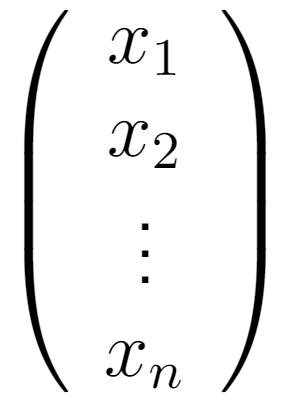 x₁
x₂
⋮
xₙ